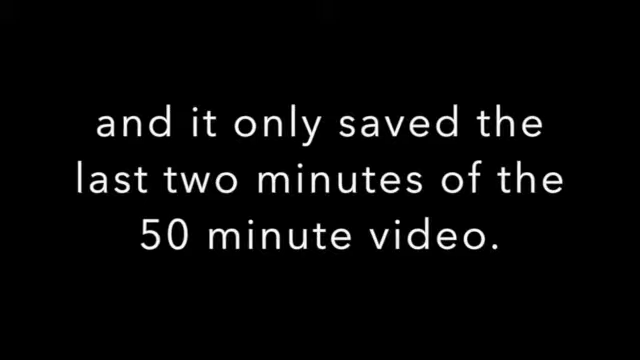 and it only saved the
last two minutes of the
50 minute video.